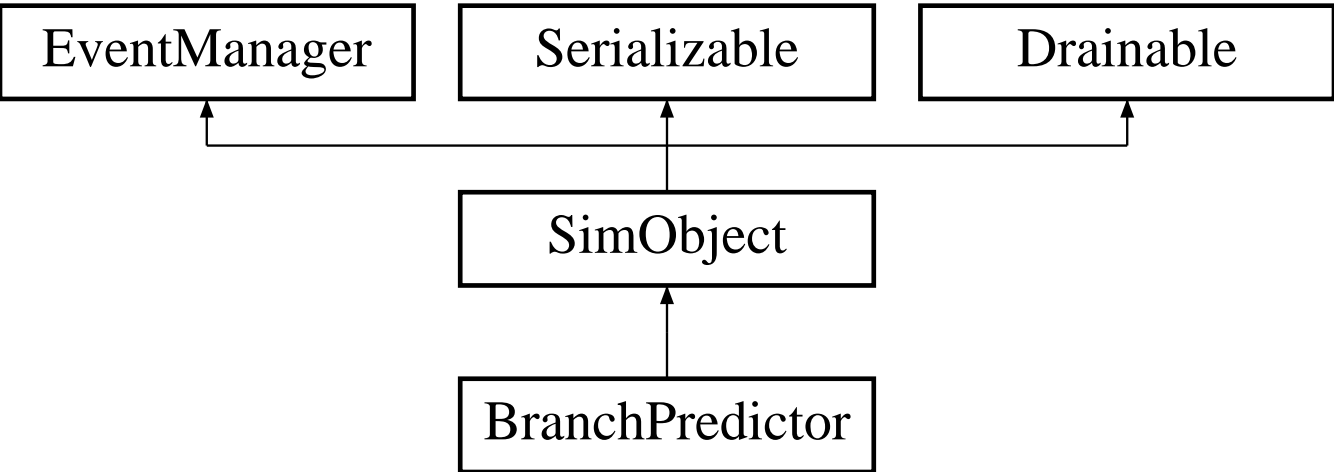 EventManager
Serializable
Drainable
SimObject
BranchPredictor